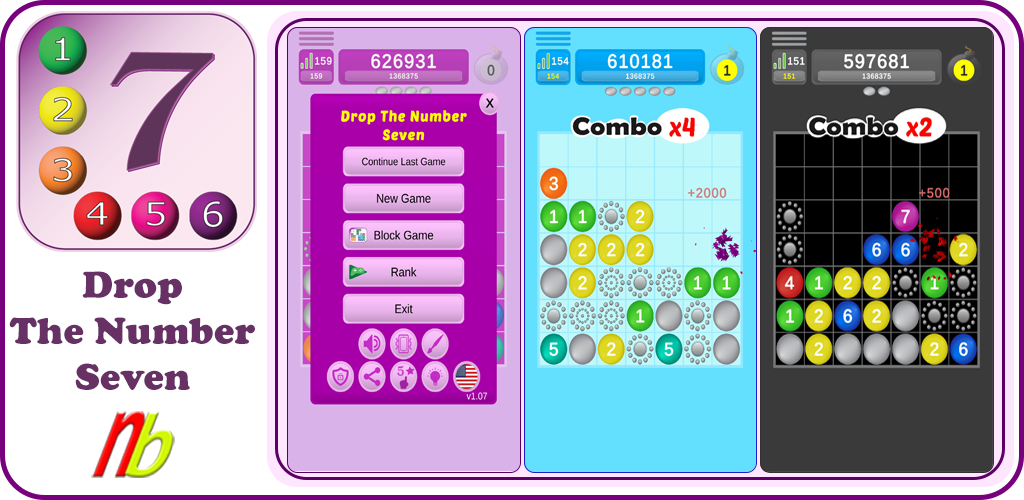 1
2
3
4 5 6
7
Drop
The Number
Seven
nb
159
159
626931
1368375
0
X
Drop The Number
Seven
Continue Last Game
New Game
Block Game
Rank
Exit
5
v1.07
154
154
610181
1368375
1
Combo x4
+2000
3
1 1 2
2 2 2
2 1 1
1
5 2 5
151
151
597681
1368375
1
Combo x2
+500
7
6 6 2
4 1 2 2 1
1 2 6 2
2 2 6